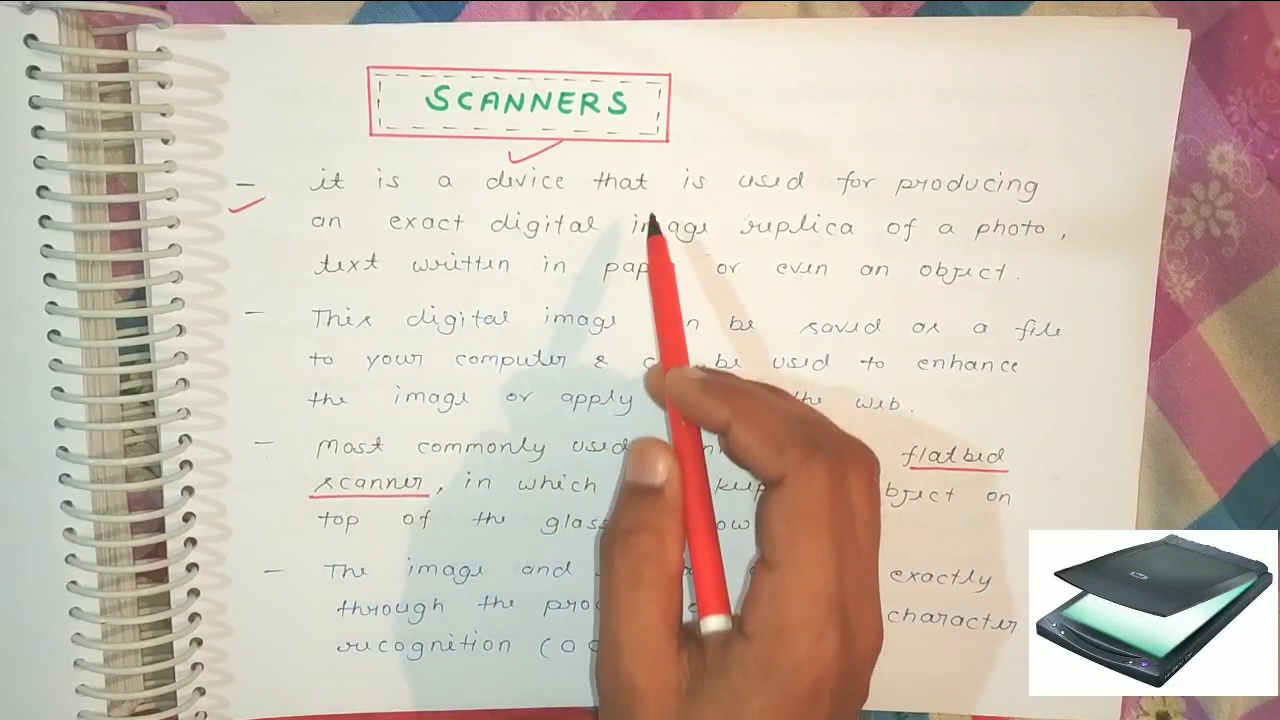 SCANNERS
- it is a device that is used for producing
an exact digital image replica of a photo,
text written in or even an object.
- This digital image be saved as a file
to your computer & be used to enhance
the image or apply the web.
- Most commonly used flatbed
scanner, in which on
top of the
- The image and exactly
through the character
recognition